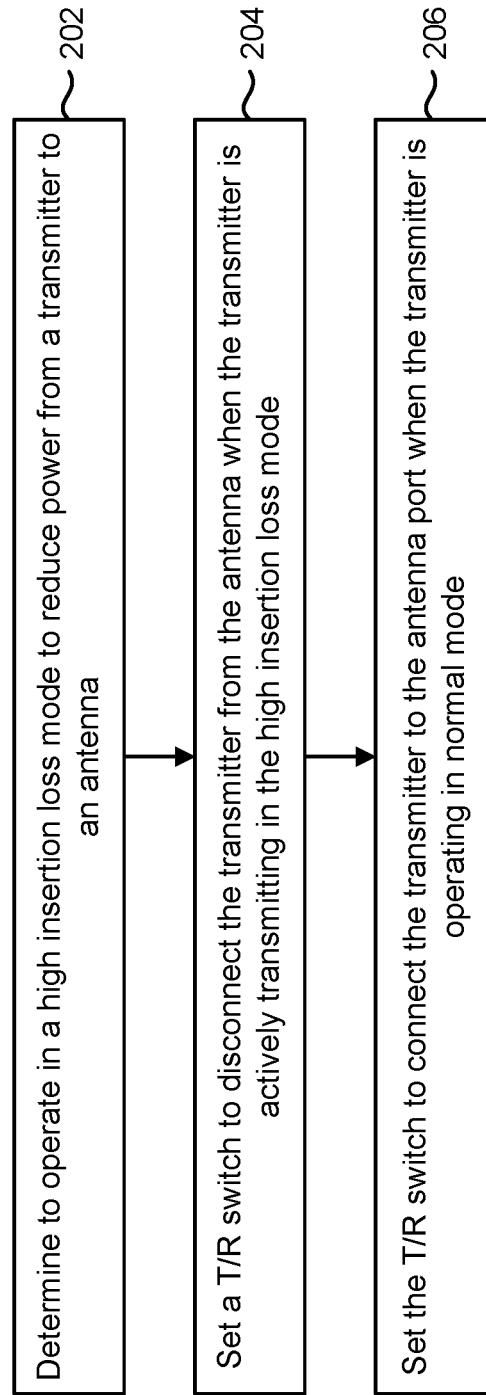 Determine to operate in a high insertion loss mode to reduce power from a transmitter to
an antenna
202
Set a T/R switch to disconnect the transmitter from the antenna when the transmitter is
actively transmitting in the high insertion loss mode
204
Set the T/R switch to connect the transmitter to the antenna port when the transmitter is
operating in normal mode
206